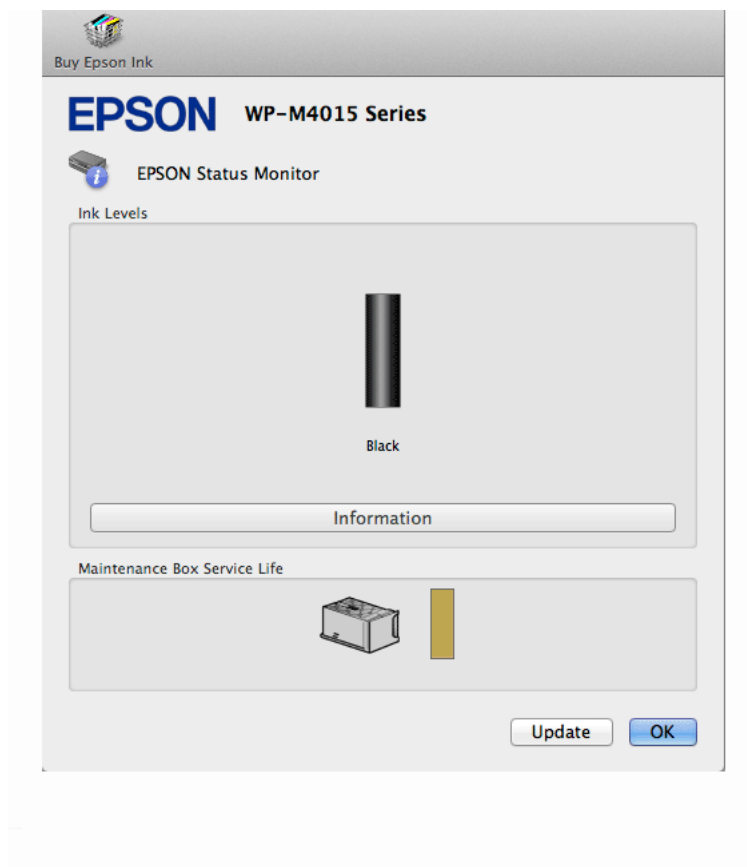 Buy Epson Ink
EPSON WP-M4015 Series
EPSON Status Monitor
Ink Levels
Black
Information
Maintenance Box Service Life
Update OK